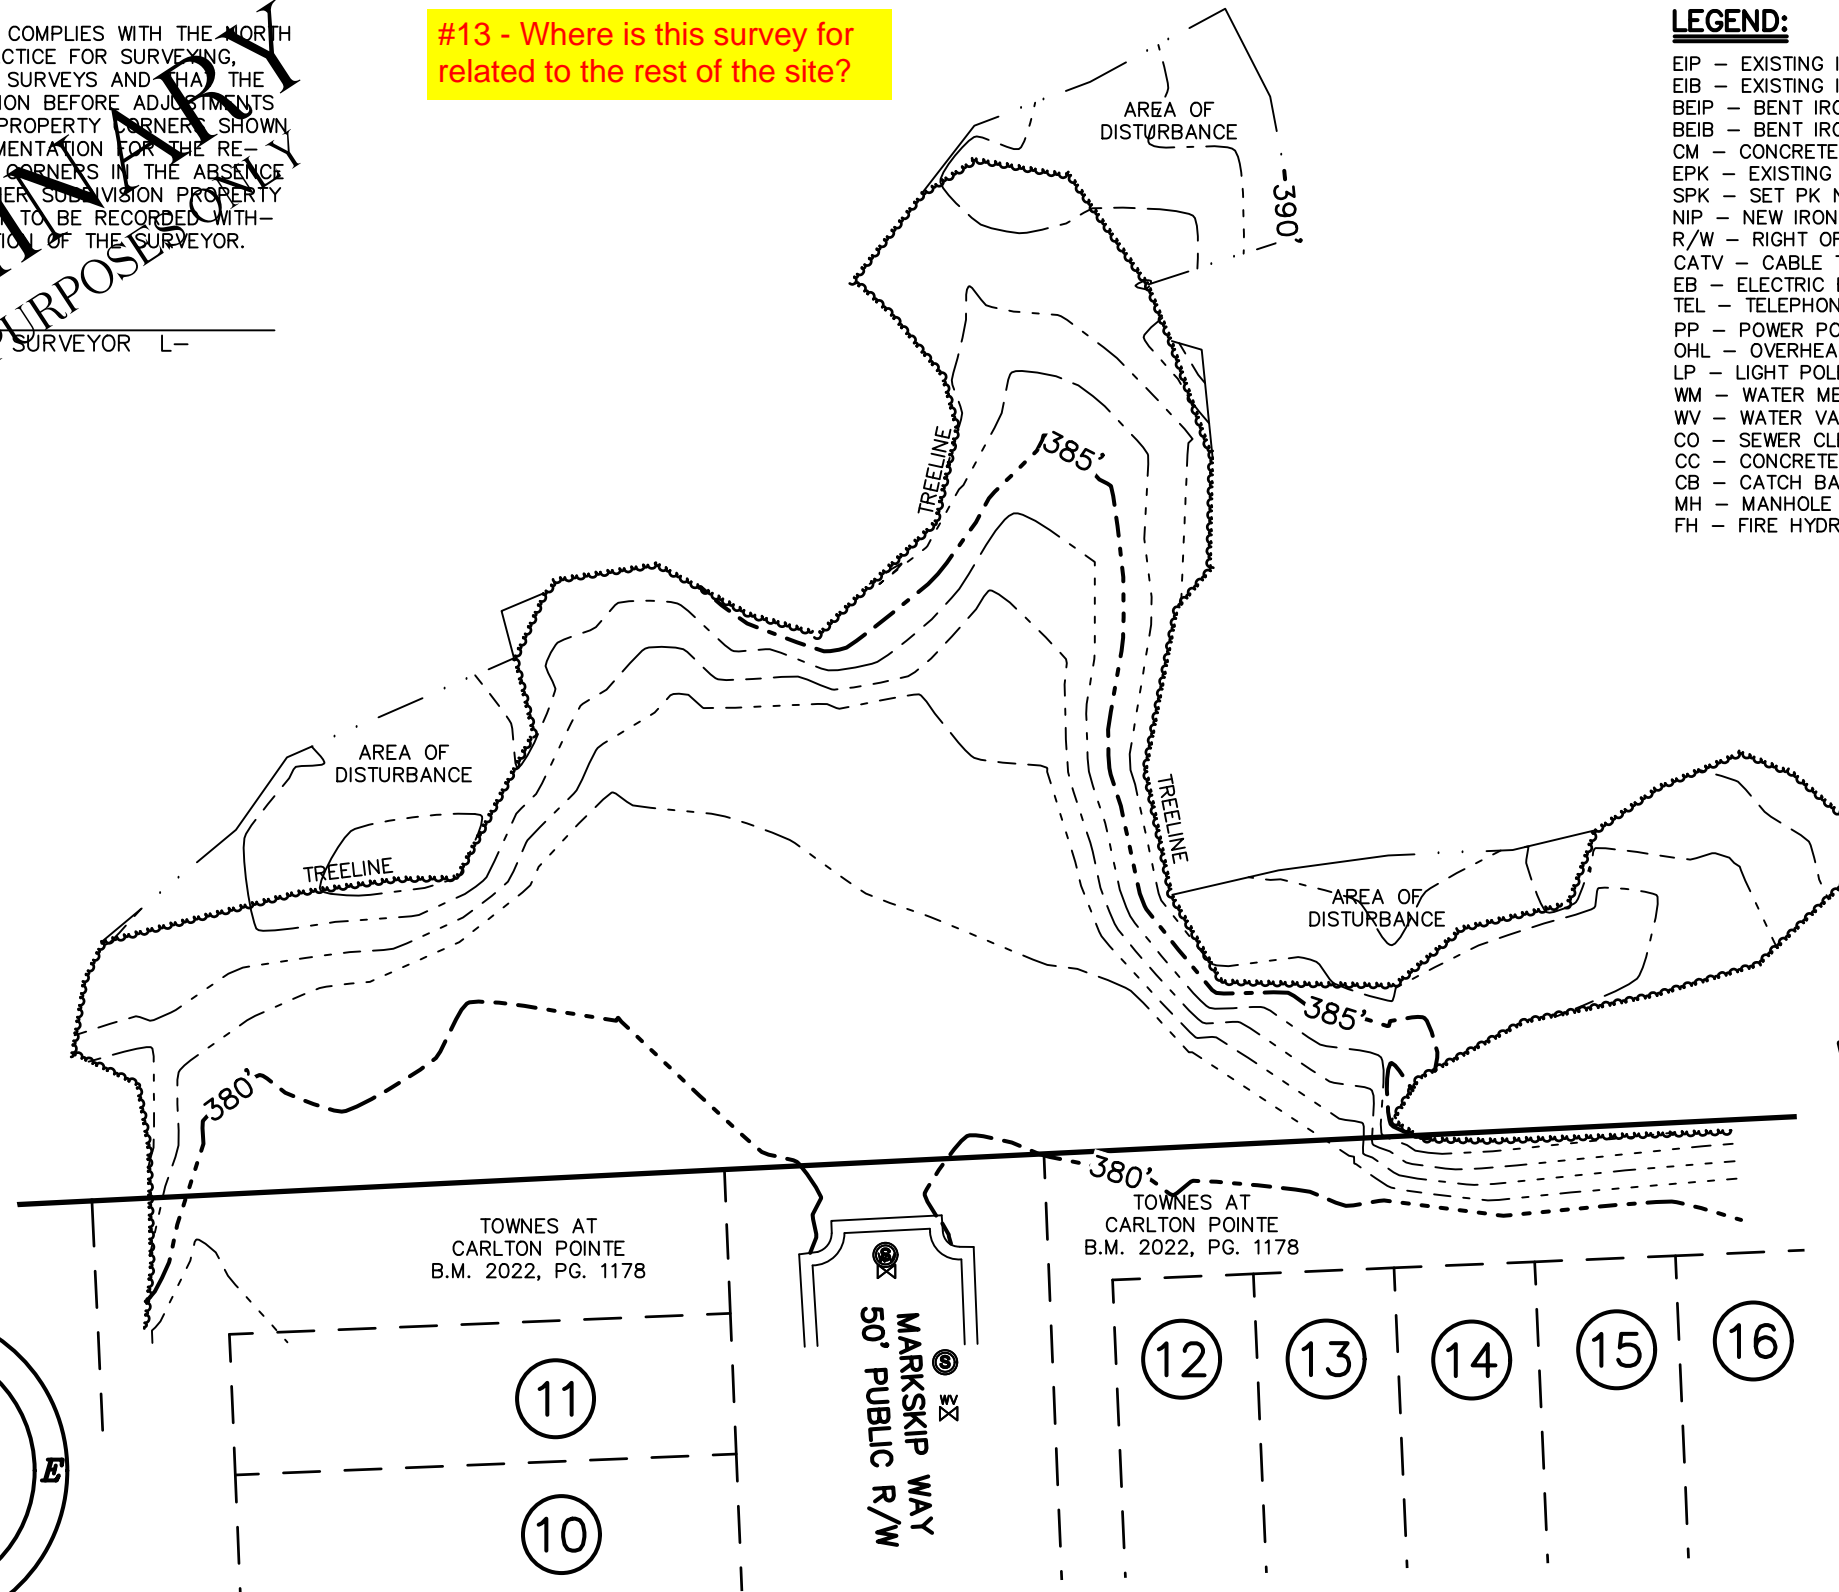 COMPLIES WITH THE NORTH
CTICE FOR SURVEYING,
SURVEYS AND THAT THE
ION BEFORE ADJUSTMENTS
PROPERTY CORNERS SHOWN
MENTATION FOR THE RE-
CORNERS IN THE ABSENCE
ER SUBDIVISION PROPERTY
TO BE RECORDED WITH-
TION OF THE SURVEYOR.
INARY
PURPOSES ONLY
SURVEYOR L-
#13 - Where is this survey for
related to the rest of the site?
LEGEND:
EIP - EXISTING I
EIB - EXISTING I
BEIP - BENT IRO
BEIB - BENT IRO
CM - CONCRETE
EPK - EXISTING
SPK - SET PK N
NIP - NEW IRON
R/W - RIGHT OF
CATV - CABLE T
EB - ELECTRIC B
TEL - TELEPHON
PP - POWER PO
OHL - OVERHEA
LP - LIGHT POLE
WM - WATER ME
WV - WATER VA
CO - SEWER CLE
CC - CONCRETE
CB - CATCH BA
MH - MANHOLE
FH - FIRE HYDR
AREA OF
DISTURBANCE
390'
385'
TREELINE
AREA OF
DISTURBANCE
TREELINE
TREELINE
AREA OF
DISTURBANCE
385'
380'
380'
TOWNES AT
CARLTON POINTE
B.M. 2022, PG. 1178
TOWNES AT
CARLTON POINTE
B.M. 2022, PG. 1178
S
S
WV
MARKSKIP WAY
50' PUBLIC R/W
11
10
12
13
14
15
16
E